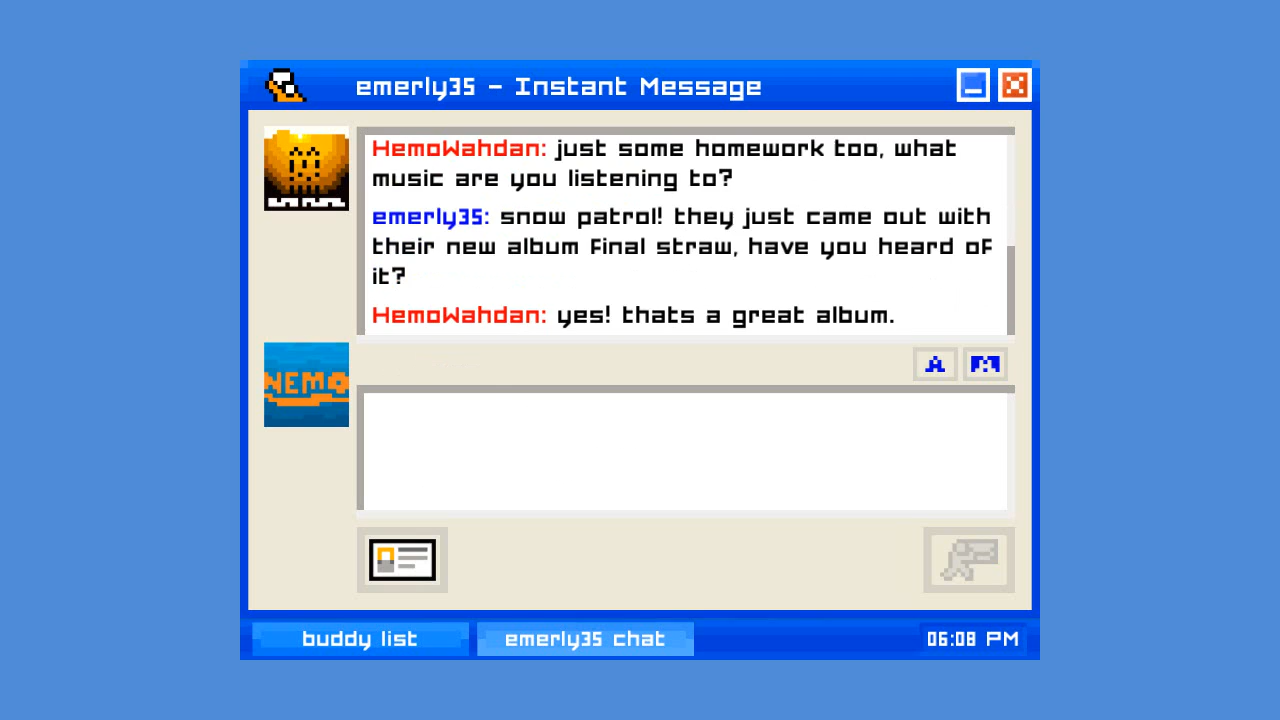 emerly35 - Instant Message
HemoWahdan: just some homework too, what
music are you listening to?
emerly35: snow patrol! they just came out with
their new album final straw, have you heard of
it?
HemoWahdan: yes! thats a great album.
NEMO
A
buddy list
emerly35 chat
06:08 PM